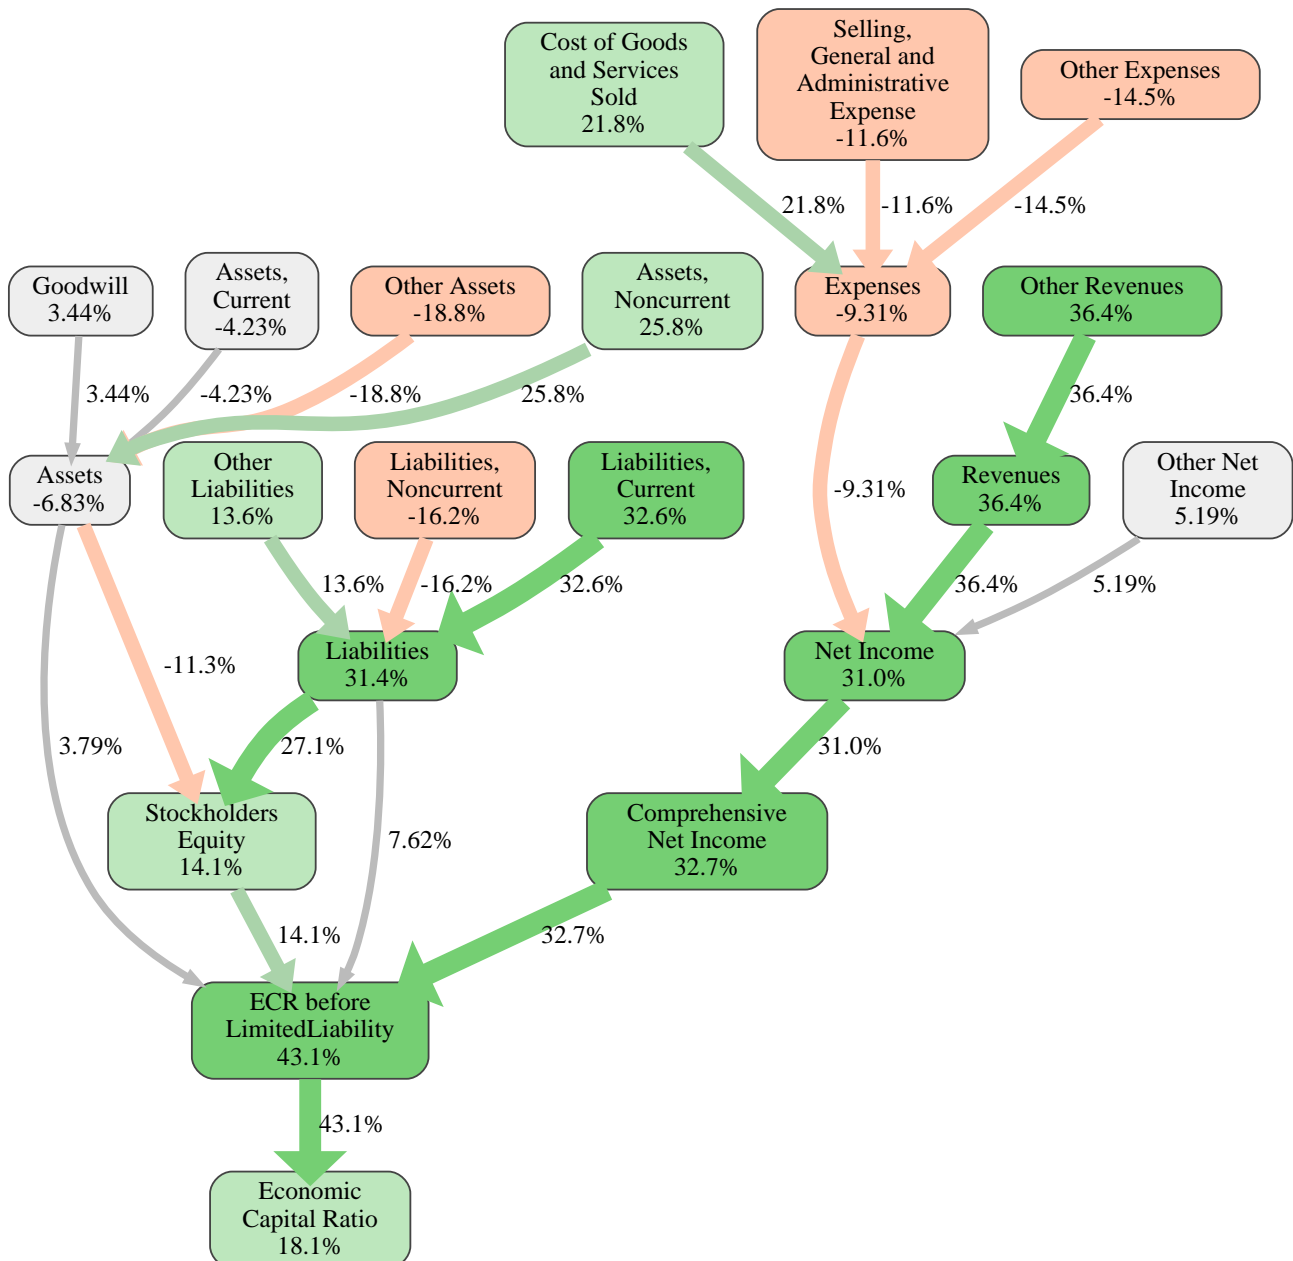 Cost of Goods
and Services
Sold
21.8%
Selling,
General and
Administrative
Expense
-11.6%
Other Expenses
-14.5%
21.8%
-11.6%
-14.5%
Goodwill
3.44%
Assets,
Current
-4.23%
Other Assets
-18.8%
Assets,
Noncurrent
25.8%
Expenses
-9.31%
Other Revenues
36.4%
3.44%
-4.23%
-18.8%
25.8%
36.4%
Assets
-6.83%
Other
Liabilities
13.6%
Liabilities,
Noncurrent
-16.2%
Liabilities,
Current
32.6%
-9.31%
Revenues
36.4%
Other Net
Income
5.19%
13.6%
-16.2%
32.6%
36.4%
5.19%
-11.3%
Liabilities
31.4%
Net Income
31.0%
3.79%
27.1%
31.0%
Stockholders
Equity
14.1%
7.62%
Comprehensive
Net Income
32.7%
14.1%
32.7%
ECR before
LimitedLiability
43.1%
43.1%
Economic
Capital Ratio
18.1%